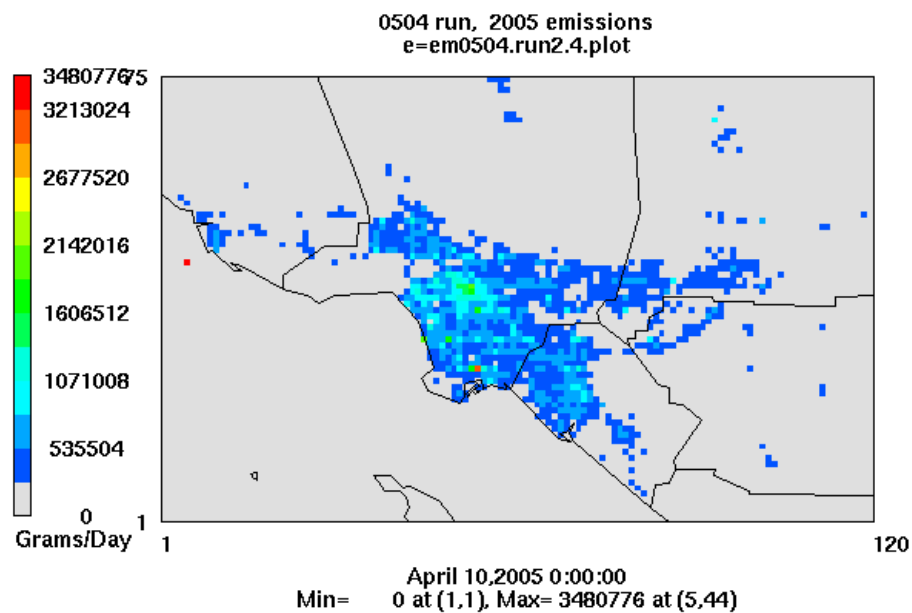 0504 run, 2005 emissions
e=em0504.run2.4.plot
3480776
3213024
2677520
2142016
1606512
1071008
535504
0
Grams/Day
75
1
1
120
April 10,2005 0:00:00
Min= 0 at (1,1), Max= 3480776 at (5,44)